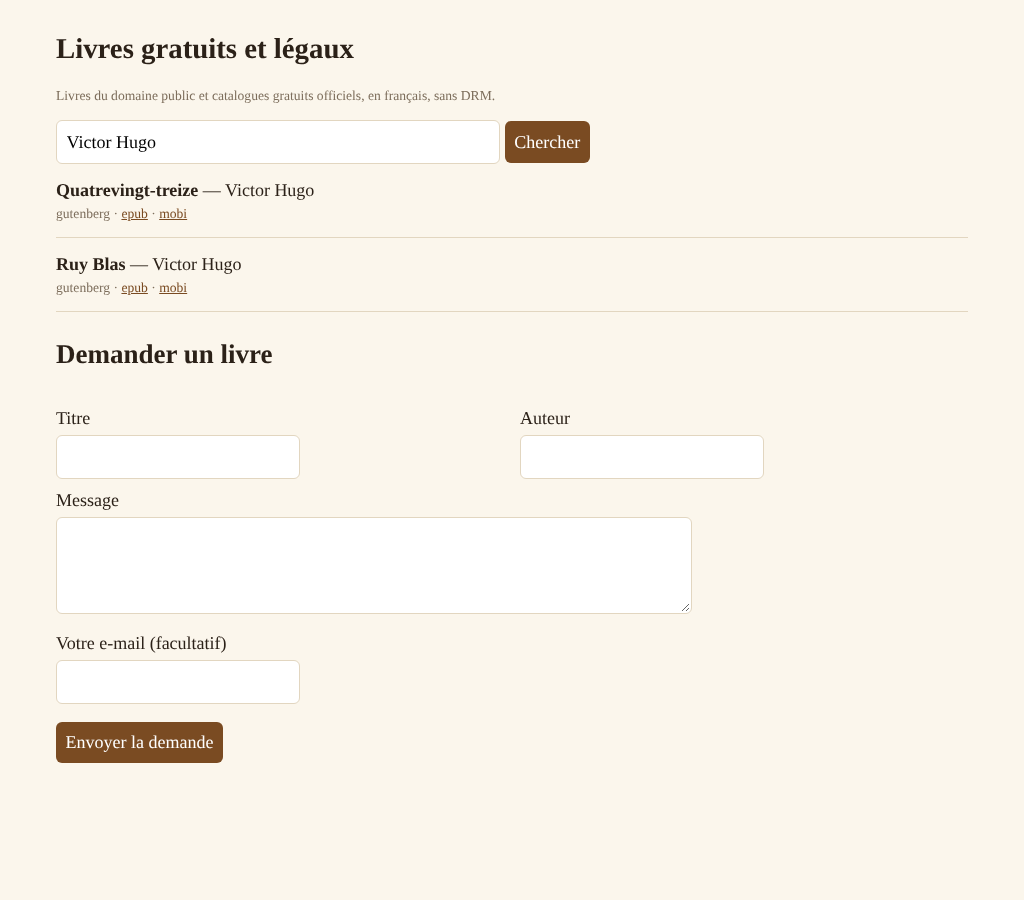 Livres gratuits et légaux
Livres du domaine public et catalogues gratuits officiels, en français, sans DRM.
Victor Hugo
Chercher
Quatrevingt-treize — Victor Hugo
gutenberg · epub · mobi
Ruy Blas — Victor Hugo
gutenberg · epub · mobi
Demander un livre
Titre
Auteur
Message
Votre e-mail (facultatif)
Envoyer la demande